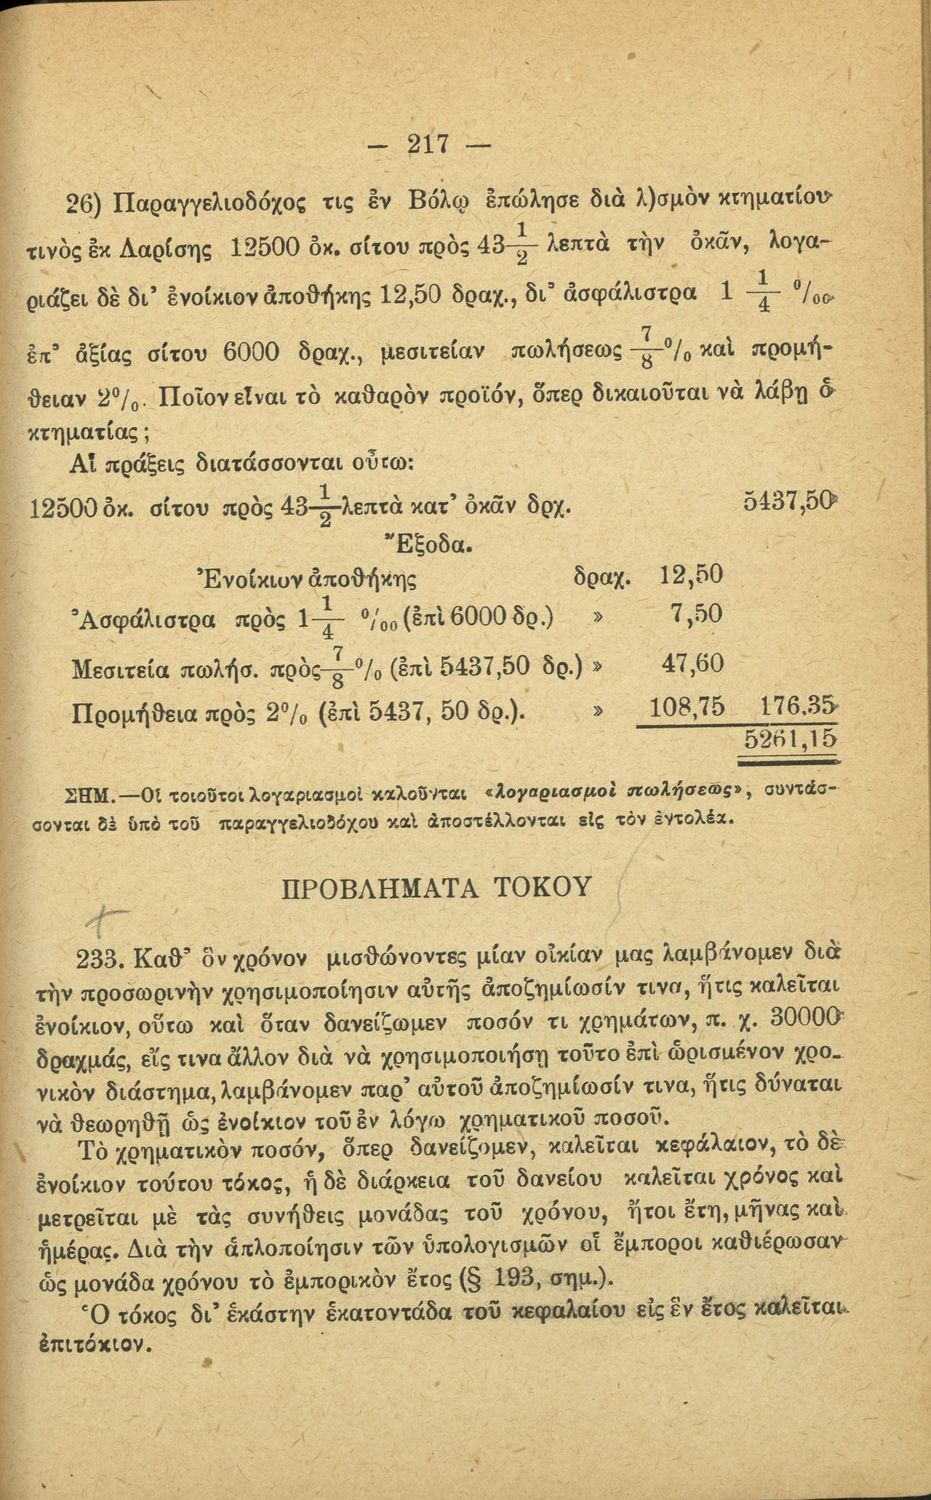 — 217 —
26) Παραγγελιοδόχος τις ἐν Βόλῳ ἐπώλησε διὰ λ)σμὸν κτηματίου
τινὸς ἐκ Λαρίσης 12500 ὀκ. σίτου πρὸς 43 1/2 λεπτὰ τὴν ὀκᾶν, λογα-
ριάζει δὲ δι’ ἐνοίκιον ἀποθήκης 12,50 δραχ., δι’ ἀσφάλιστρα 1 1/4 ⁰/₀₀
ἐπ’ ἀξίας σίτου 6000 δραχ., μεσιτείαν πωλήσεως 7/8 ⁰/₀ καὶ προμή-
θειαν 2⁰/₀. Ποῖον εἶναι τὸ καθαρὸν προϊόν, ὅπερ δικαιοῦται νὰ λάβῃ ὁ
κτηματίας;
Αἱ πράξεις διατάσσονται οὕτω:
12500 ὀκ. σίτου πρὸς 43 1/2 λεπτὰ κατ’ ὀκᾶν δρχ. 5437,50
Ἔξοδα.
Ἐνοίκιον ἀποθήκης δραχ. 12,50
Ἀσφάλιστρα πρὸς 1 1/4 ⁰/₀₀ (ἐπὶ 6000 δρ.) » 7,50
Μεσιτεία πωλήσ. πρὸς 7/8 ⁰/₀ (ἐπὶ 5437,50 δρ.) » 47,60
Προμήθεια πρὸς 2⁰/₀ (ἐπὶ 5437, 50 δρ.). » 108,75 176.35
5261,15
ΣΗΜ.—Οἱ τοιοῦτοι λογαριασμοὶ καλοῦνται «λογαριασμοὶ πωλήσεως», συντάσ-
σονται δὲ ὑπὸ τοῦ παραγγελιοδόχου καὶ ἀποστέλλονται εἰς τὸν ἐντολέα.
ΠΡΟΒΛΗΜΑΤΑ ΤΟΚΟΥ
233. Καθ’ ὃν χρόνον μισθώνοντες μίαν οἰκίαν μας λαμβάνομεν διὰ
τὴν προσωρινὴν χρησιμοποίησιν αὐτῆς ἀποζημίωσίν τινα, ἥτις καλεῖται
ἐνοίκιον, οὕτω καὶ ὅταν δανείζωμεν ποσόν τι χρημάτων, π. χ. 30000
δραχμάς, εἴς τινα ἄλλον διὰ νὰ χρησιμοποιήσῃ τοῦτο ἐπὶ ὡρισμένον χρο-
νικὸν διάστημα, λαμβάνομεν παρ’ αὐτοῦ ἀποζημίωσίν τινα, ἥτις δύναται
νὰ θεωρηθῇ ὡς ἐνοίκιον τοῦ ἐν λόγῳ χρηματικοῦ ποσοῦ.
Τὸ χρηματικὸν ποσόν, ὅπερ δανείζομεν, καλεῖται κεφάλαιον, τὸ δὲ
ἐνοίκιον τούτου τόκος, ἡ δὲ διάρκεια τοῦ δανείου καλεῖται χρόνος καὶ
μετρεῖται μὲ τὰς συνήθεις μονάδας τοῦ χρόνου, ἤτοι ἔτη, μῆνας καὶ
ἡμέρας. Διὰ τὴν ἁπλοποίησιν τῶν ὑπολογισμῶν οἱ ἔμποροι καθιέρωσαν
ὡς μονάδα χρόνου τὸ ἐμπορικὸν ἔτος (§ 193, σημ.).
Ὁ τόκος δι’ ἑκάστην ἑκατοντάδα τοῦ κεφαλαίου εἰς ἓν ἔτος καλεῖται
ἐπιτόκιον.